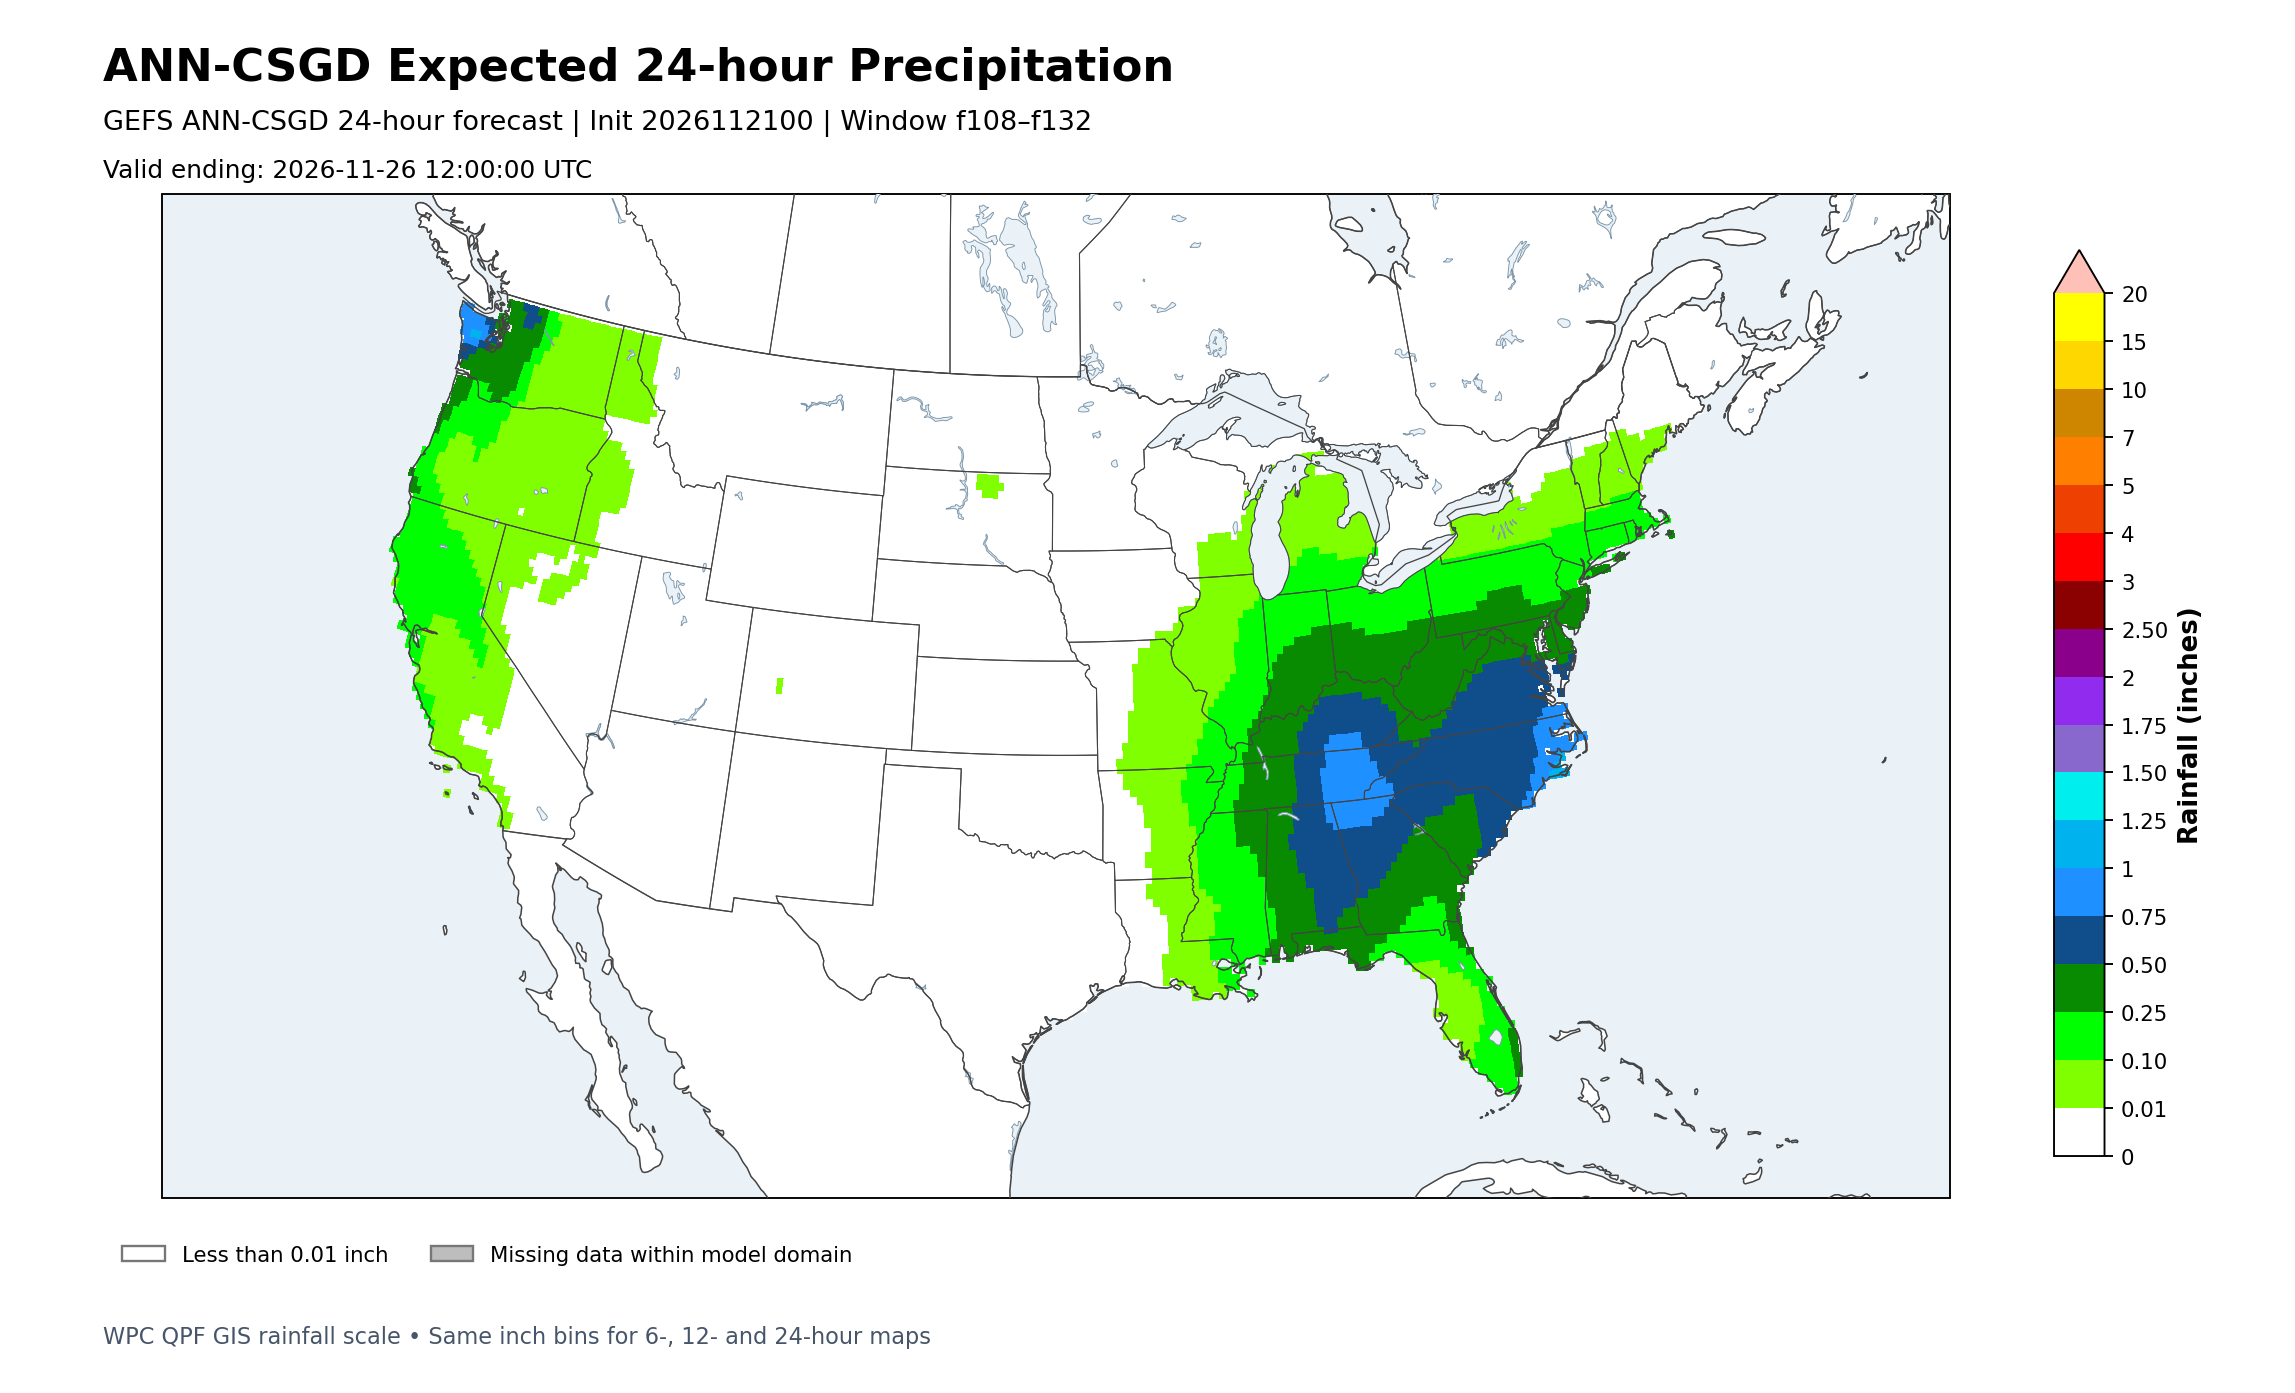 ANN-CSGD Expected 24-hour Precipitation
GEFS ANN-CSGD 24-hour forecast | Init 2026112100 | Window f108–f132
Valid ending: 2026-11-26 12:00:00 UTC
20
15
10
7
5
4
3
2.50
2
1.75
1.50
1.25
1
0.75
0.50
0.25
0.10
0.01
0
Rainfall (inches)
Less than 0.01 inch
Missing data within model domain
WPC QPF GIS rainfall scale • Same inch bins for 6-, 12- and 24-hour maps